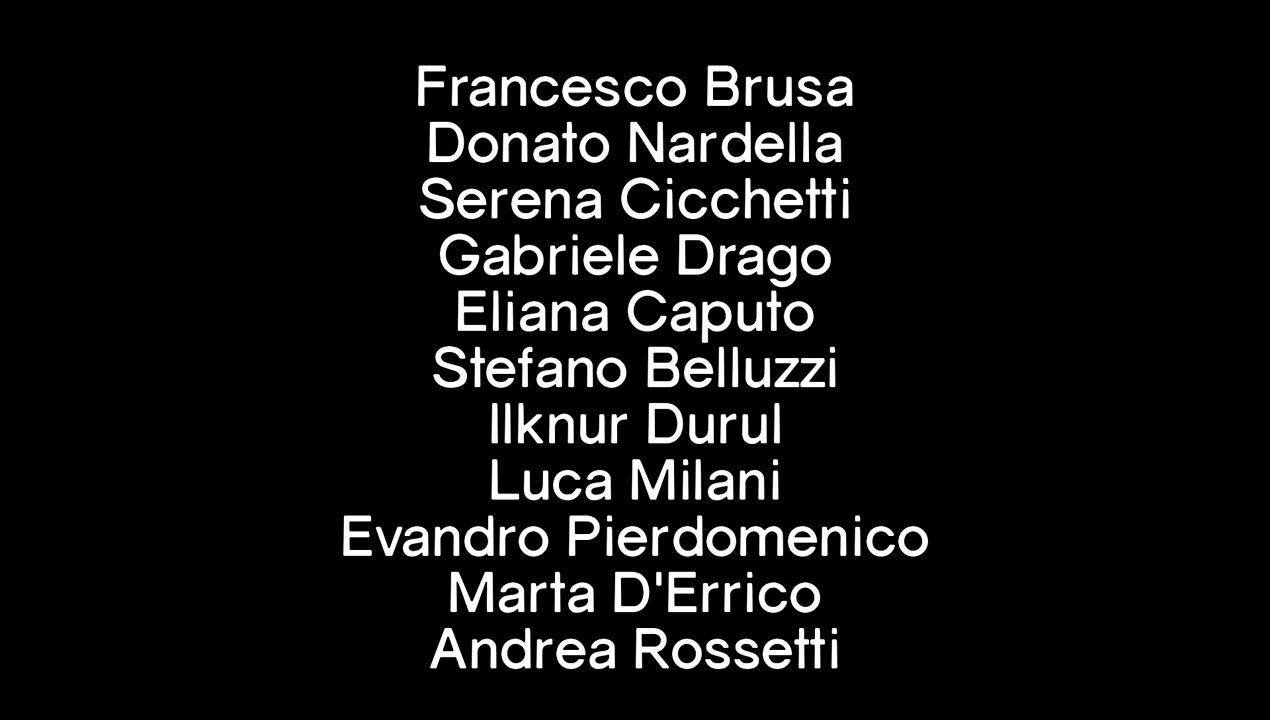 Francesco Brusa
Donato Nardella
Serena Cicchetti
Gabriele Drago
Eliana Caputo
Stefano Belluzzi
Ilknur Durul
Luca Milani
Evandro Pierdomenico
Marta D'Errico
Andrea Rossetti